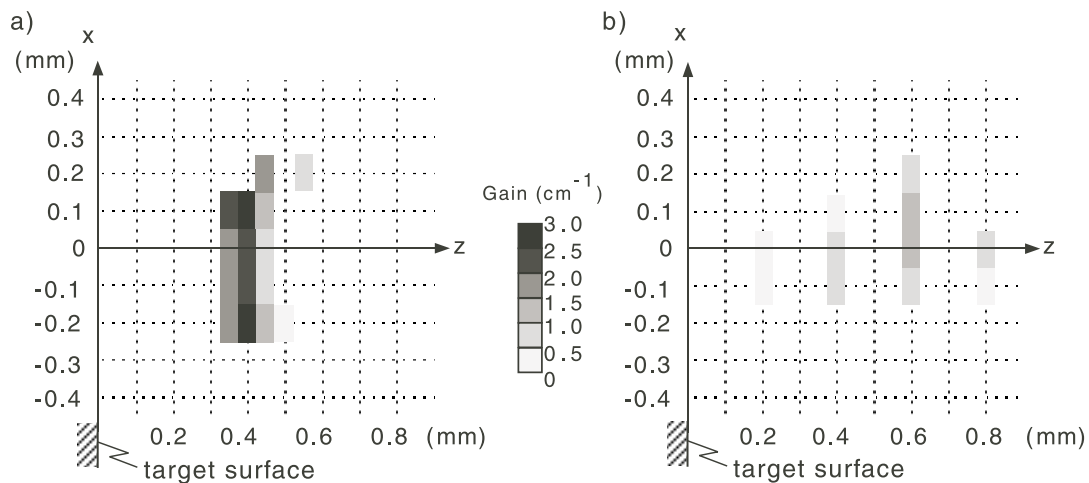 a)
x
(mm)
0.4
0.3
0.2
0.1
0
-0.1
-0.2
-0.3
-0.4
z
0.2 0.4 0.6 0.8 (mm)
target surface
Gain (cm-1)
3.0
2.5
2.0
1.5
1.0
0.5
0
b)
x
(mm)
0.4
0.3
0.2
0.1
0
-0.1
-0.2
-0.3
-0.4
z
0.2 0.4 0.6 0.8 (mm)
target surface